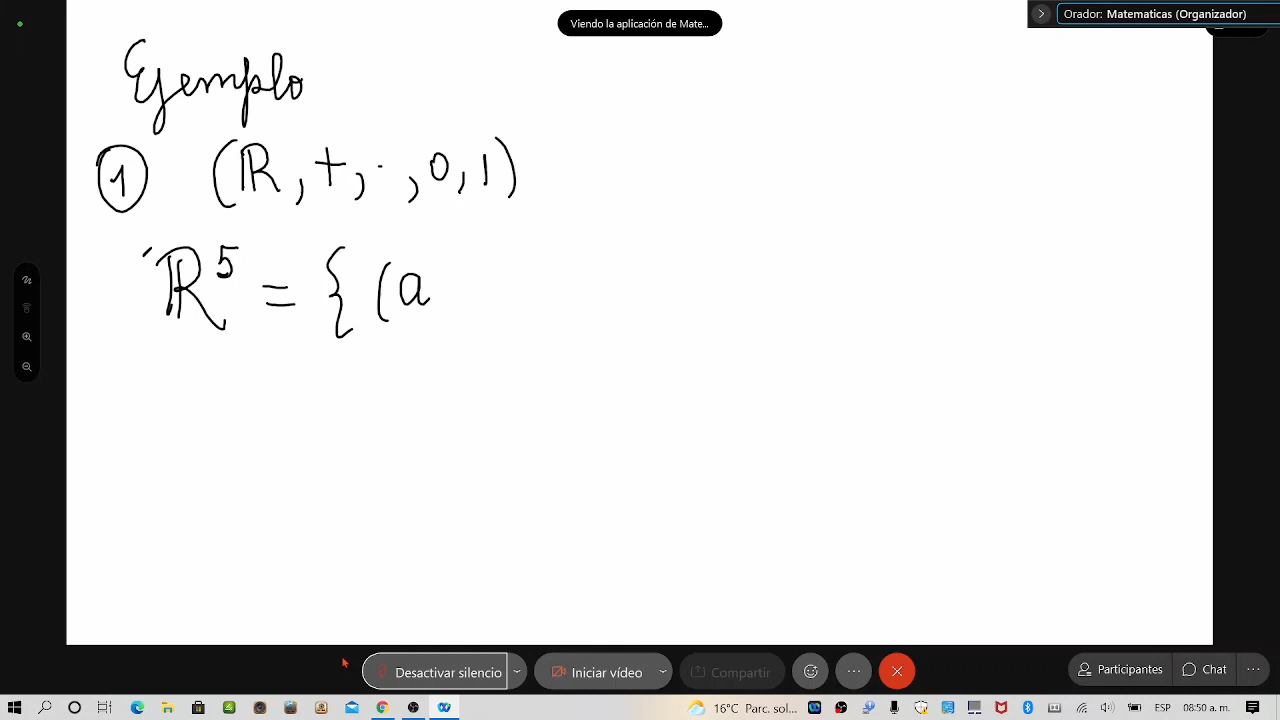 Viendo la aplicación de Mate...
Orador: Matematicas (Organizador)
Ejemplo
1 (ℝ, +, ·, 0, 1)
ℝ⁵ = { (a
Desactivar silencio
Iniciar vídeo
Compartir
Participantes
Chat
16°C Parc. sol...
ESP
08:50 a. m.